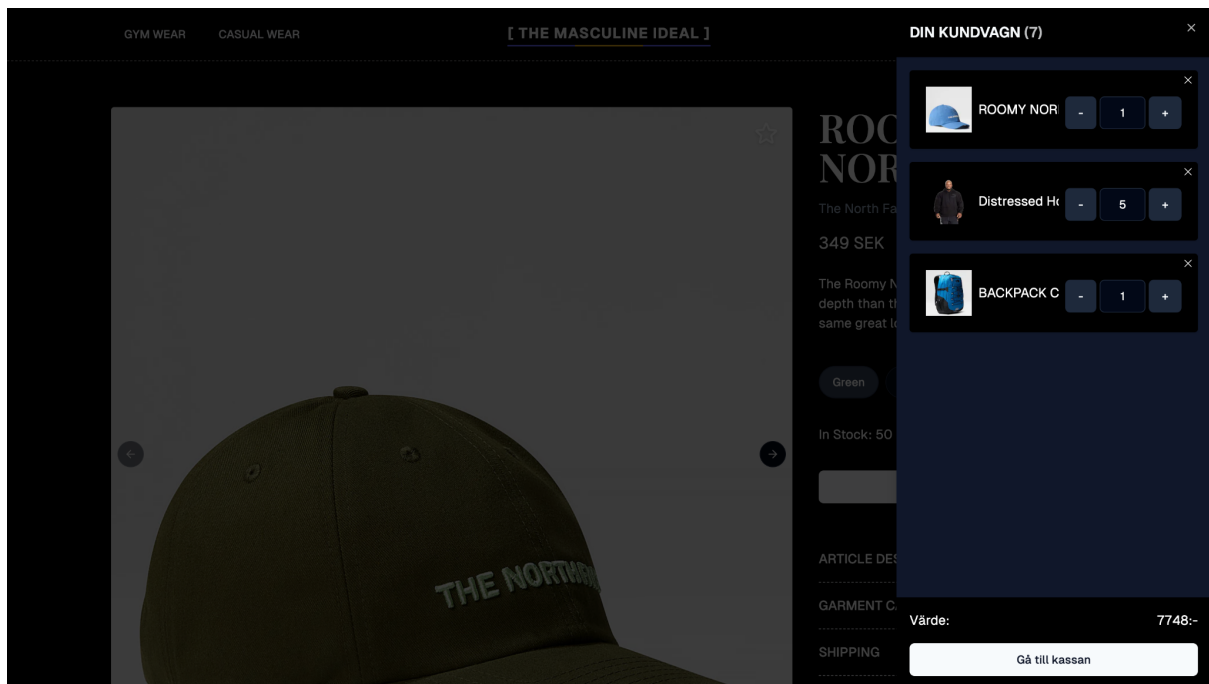 GYM WEAR
CASUAL WEAR
[ THE MASCULINE IDEAL ]
THE NORTH
ROO
NOR
The North Fa
349 SEK
The Roomy N
depth than th
same great lo
Green
In Stock: 50
ARTICLE DES
GARMENT CA
SHIPPING
DIN KUNDVAGN (7)
ROOMY NOR
- 1 +
Distressed Ho
- 5 +
BACKPACK C
- 1 +
Värde: 7748:-
Gå till kassan